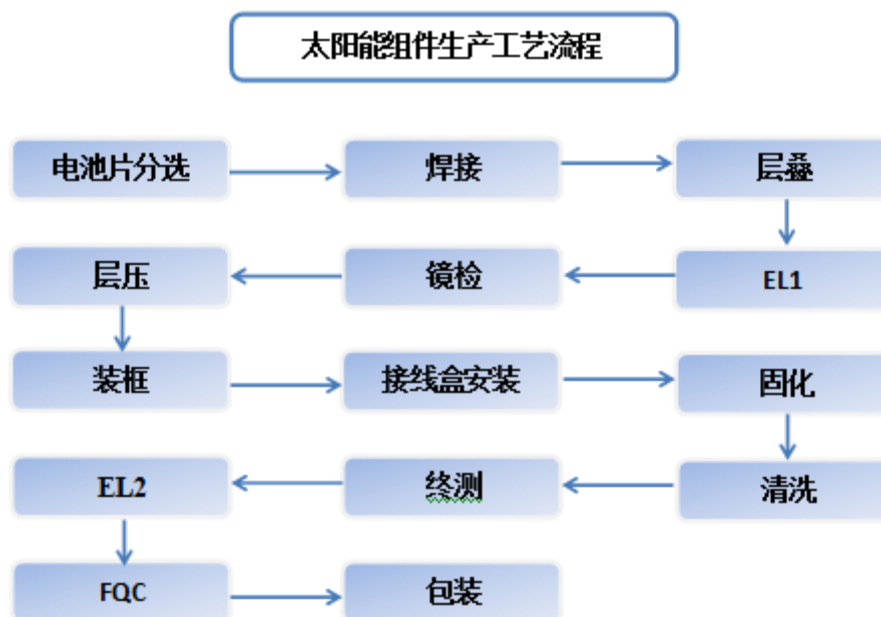 太阳能组件生产工艺流程
电池片分选
焊接
层叠
EL1
镜检
层压
装框
接线盒安装
固化
清洗
终测
EL2
FQC
包装